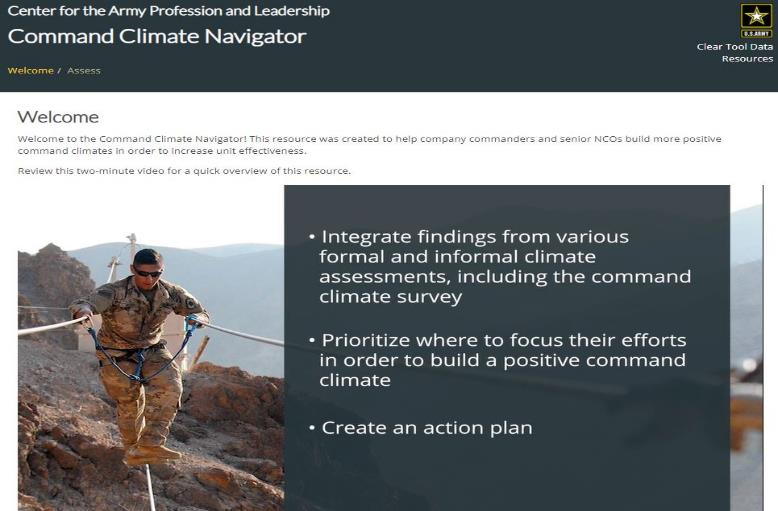 Center for the Army Profession and Leadership
Command Climate Navigator
U.S.ARMY
Clear Tool Data
Resources
Welcome / Assess
Welcome
Welcome to the Command Climate Navigator! This resource was created to help company commanders and senior NCOs build more positive
command climates in order to increase unit effectiveness.
Review this two-minute video for a quick overview of this resource.
• Integrate findings from various
formal and informal climate
assessments, including the command
climate survey
• Prioritize where to focus their efforts
in order to build a positive command
climate
• Create an action plan